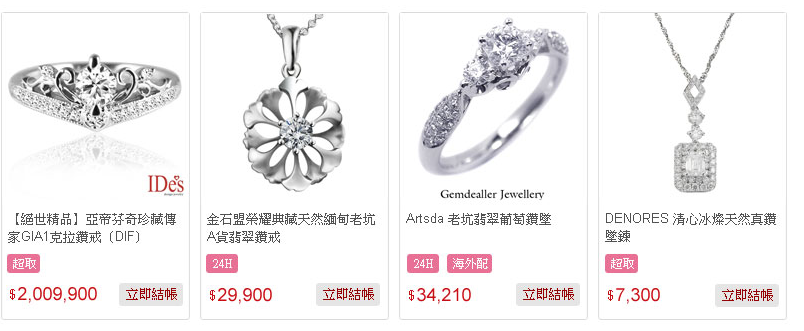 IDe's
【絕世精品】亞帝芬奇珍藏傳
家GIA1克拉鑽戒（DIF）
超取
$2,009,900
立即結帳
金石盟榮耀典藏天然緬甸老坑
A貨翡翠鑽戒
24H
$29,900
立即結帳
Gemdealler Jewellery
Artsda 老坑翡翠葡萄鑽墜
24H 海外配
$34,210
立即結帳
DENORES 清心冰燦天然真鑽
墜鍊
超取
$7,300
立即結帳